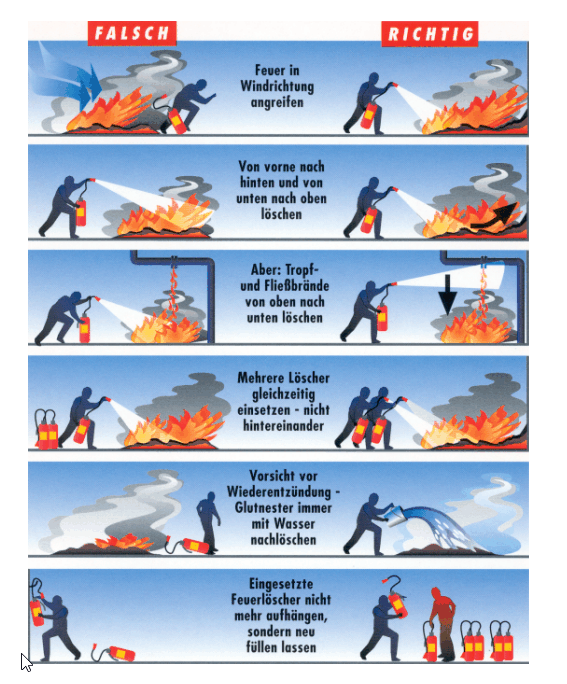 FALSCH
RICHTIG
Feuer in
Windrichtung
angreifen
Von vorne nach
hinten und von
unten nach oben
löschen
Aber: Tropf-
und Fließbrände
von oben nach
unten löschen
Mehrere Löscher
gleichzeitig
einsetzen - nicht
hintereinander
Vorsicht vor
Wiederentzündung -
Glutnester immer
mit Wasser
nachlöschen
Eingesetzte
Feuerlöscher nicht
mehr aufhängen,
sondern neu
füllen lassen